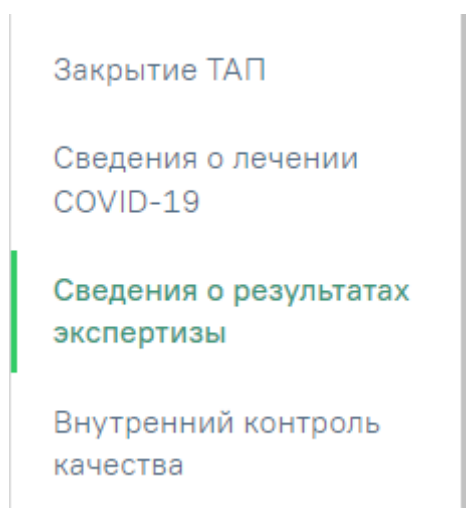 Закрытие ТАП
Сведения о лечении
COVID-19
Сведения о результатах
экспертизы
Внутренний контроль
качества